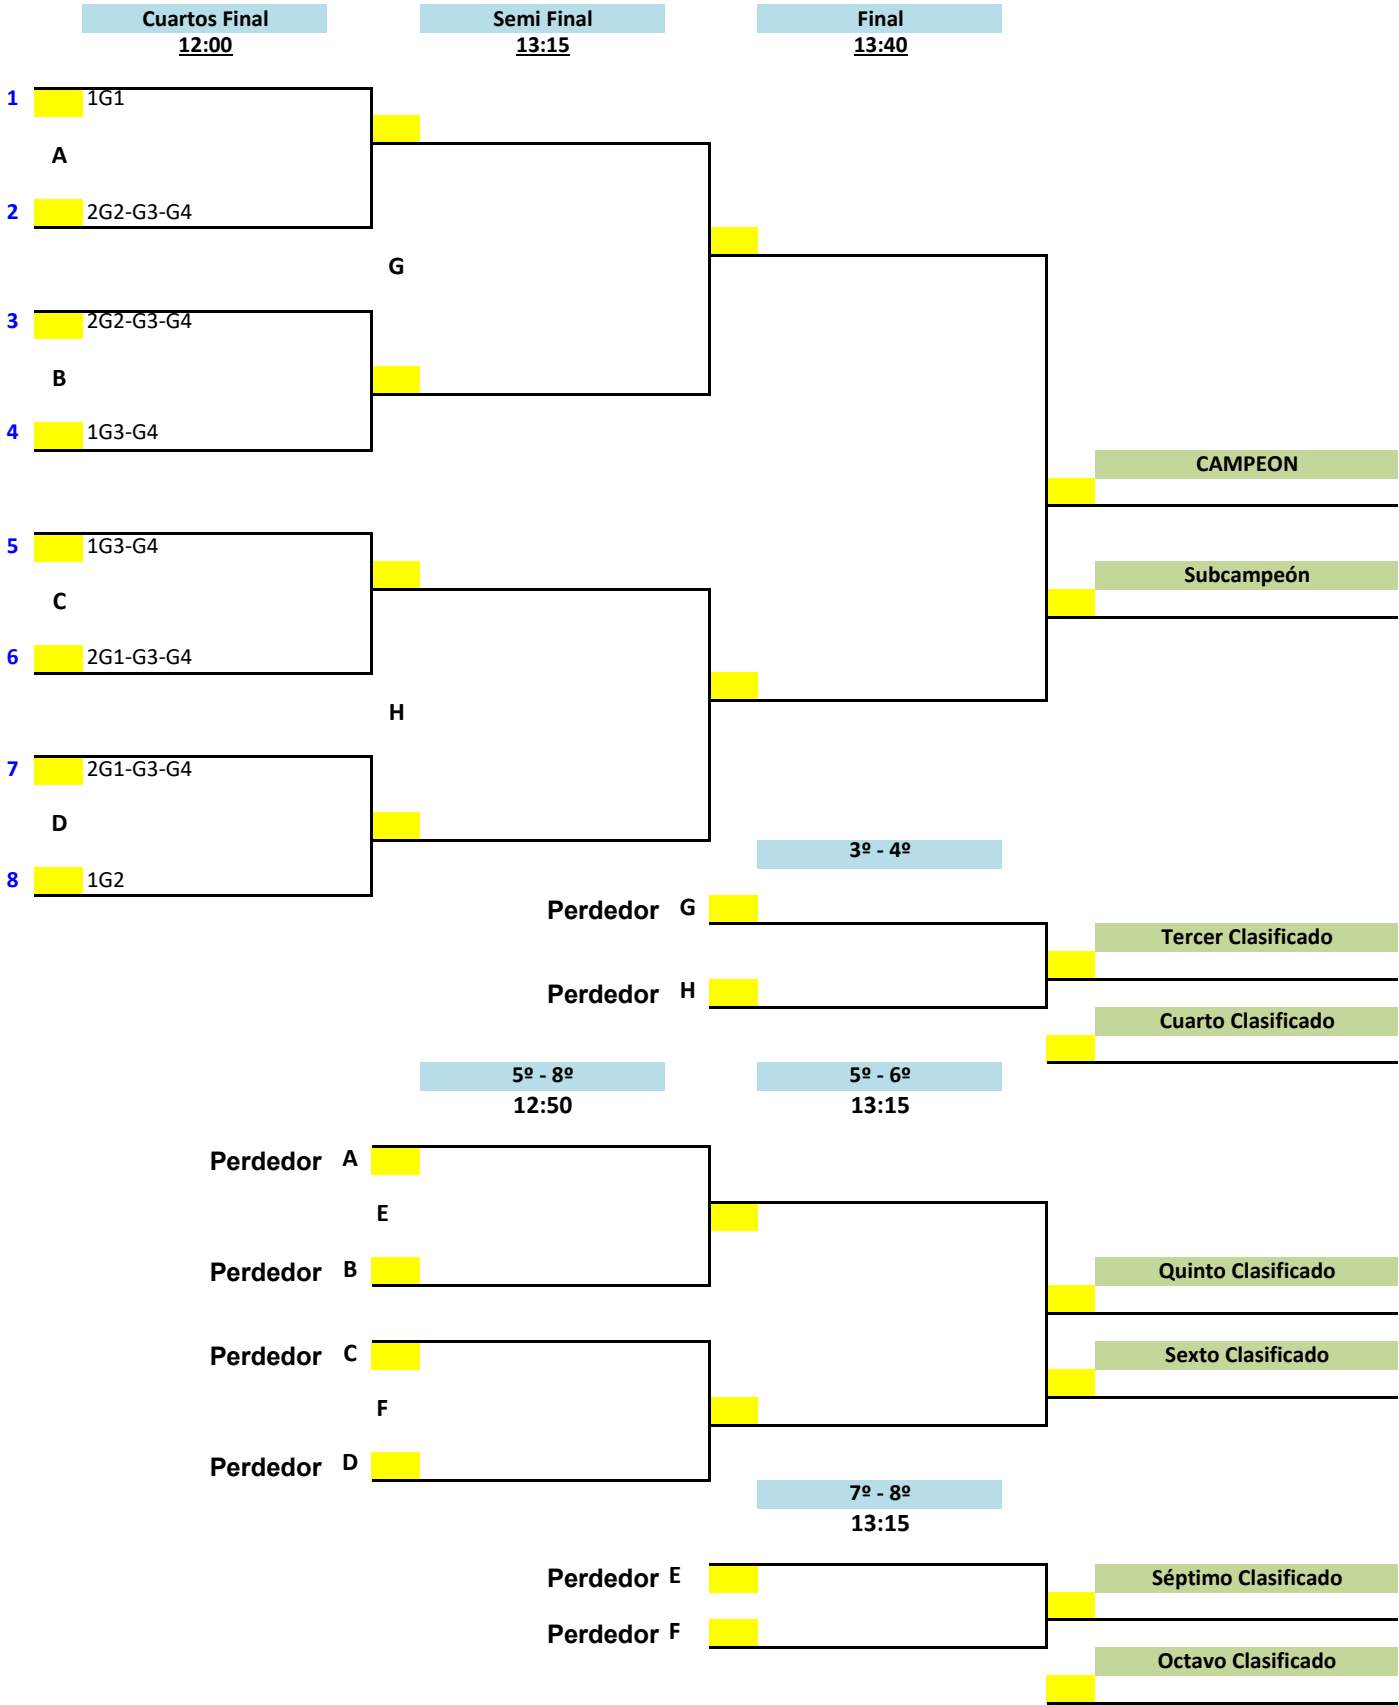 Cuartos Final Semi Final Final
12:00 13:15 13:40
1 1G1
A
2 2G2-G3-G4
G
3 2G2-G3-G4
B
4 1G3-G4
CAMPEON
5 1G3-G4
Subcampeón
C
6 2G1-G3-G4
H
7 2G1-G3-G4
D
3º - 4º
8 1G2
Perdedor G
Tercer Clasificado
Perdedor H
Cuarto Clasificado
5º - 8º 5º - 6º
12:50 13:15
Perdedor A
E
Perdedor B
Quinto Clasificado
Perdedor C
Sexto Clasificado
F
Perdedor D
7º - 8º
13:15
Perdedor E
Séptimo Clasificado
Perdedor F
Octavo Clasificado